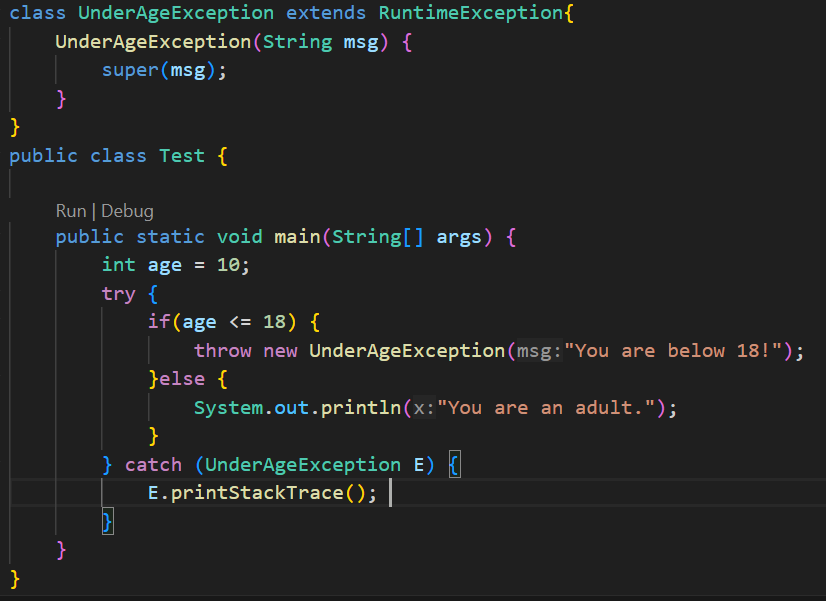 class UnderAgeException extends RuntimeException{
    UnderAgeException(String msg) {
        super(msg);
    }
}
public class Test {

    Run | Debug
    public static void main(String[] args) {
        int age = 10;
        try {
            if(age <= 18) {
                throw new UnderAgeException(msg:"You are below 18!");
            }else {
                System.out.println(x:"You are an adult.");
            }
        } catch (UnderAgeException E) {
            E.printStackTrace();
        }
    }
}